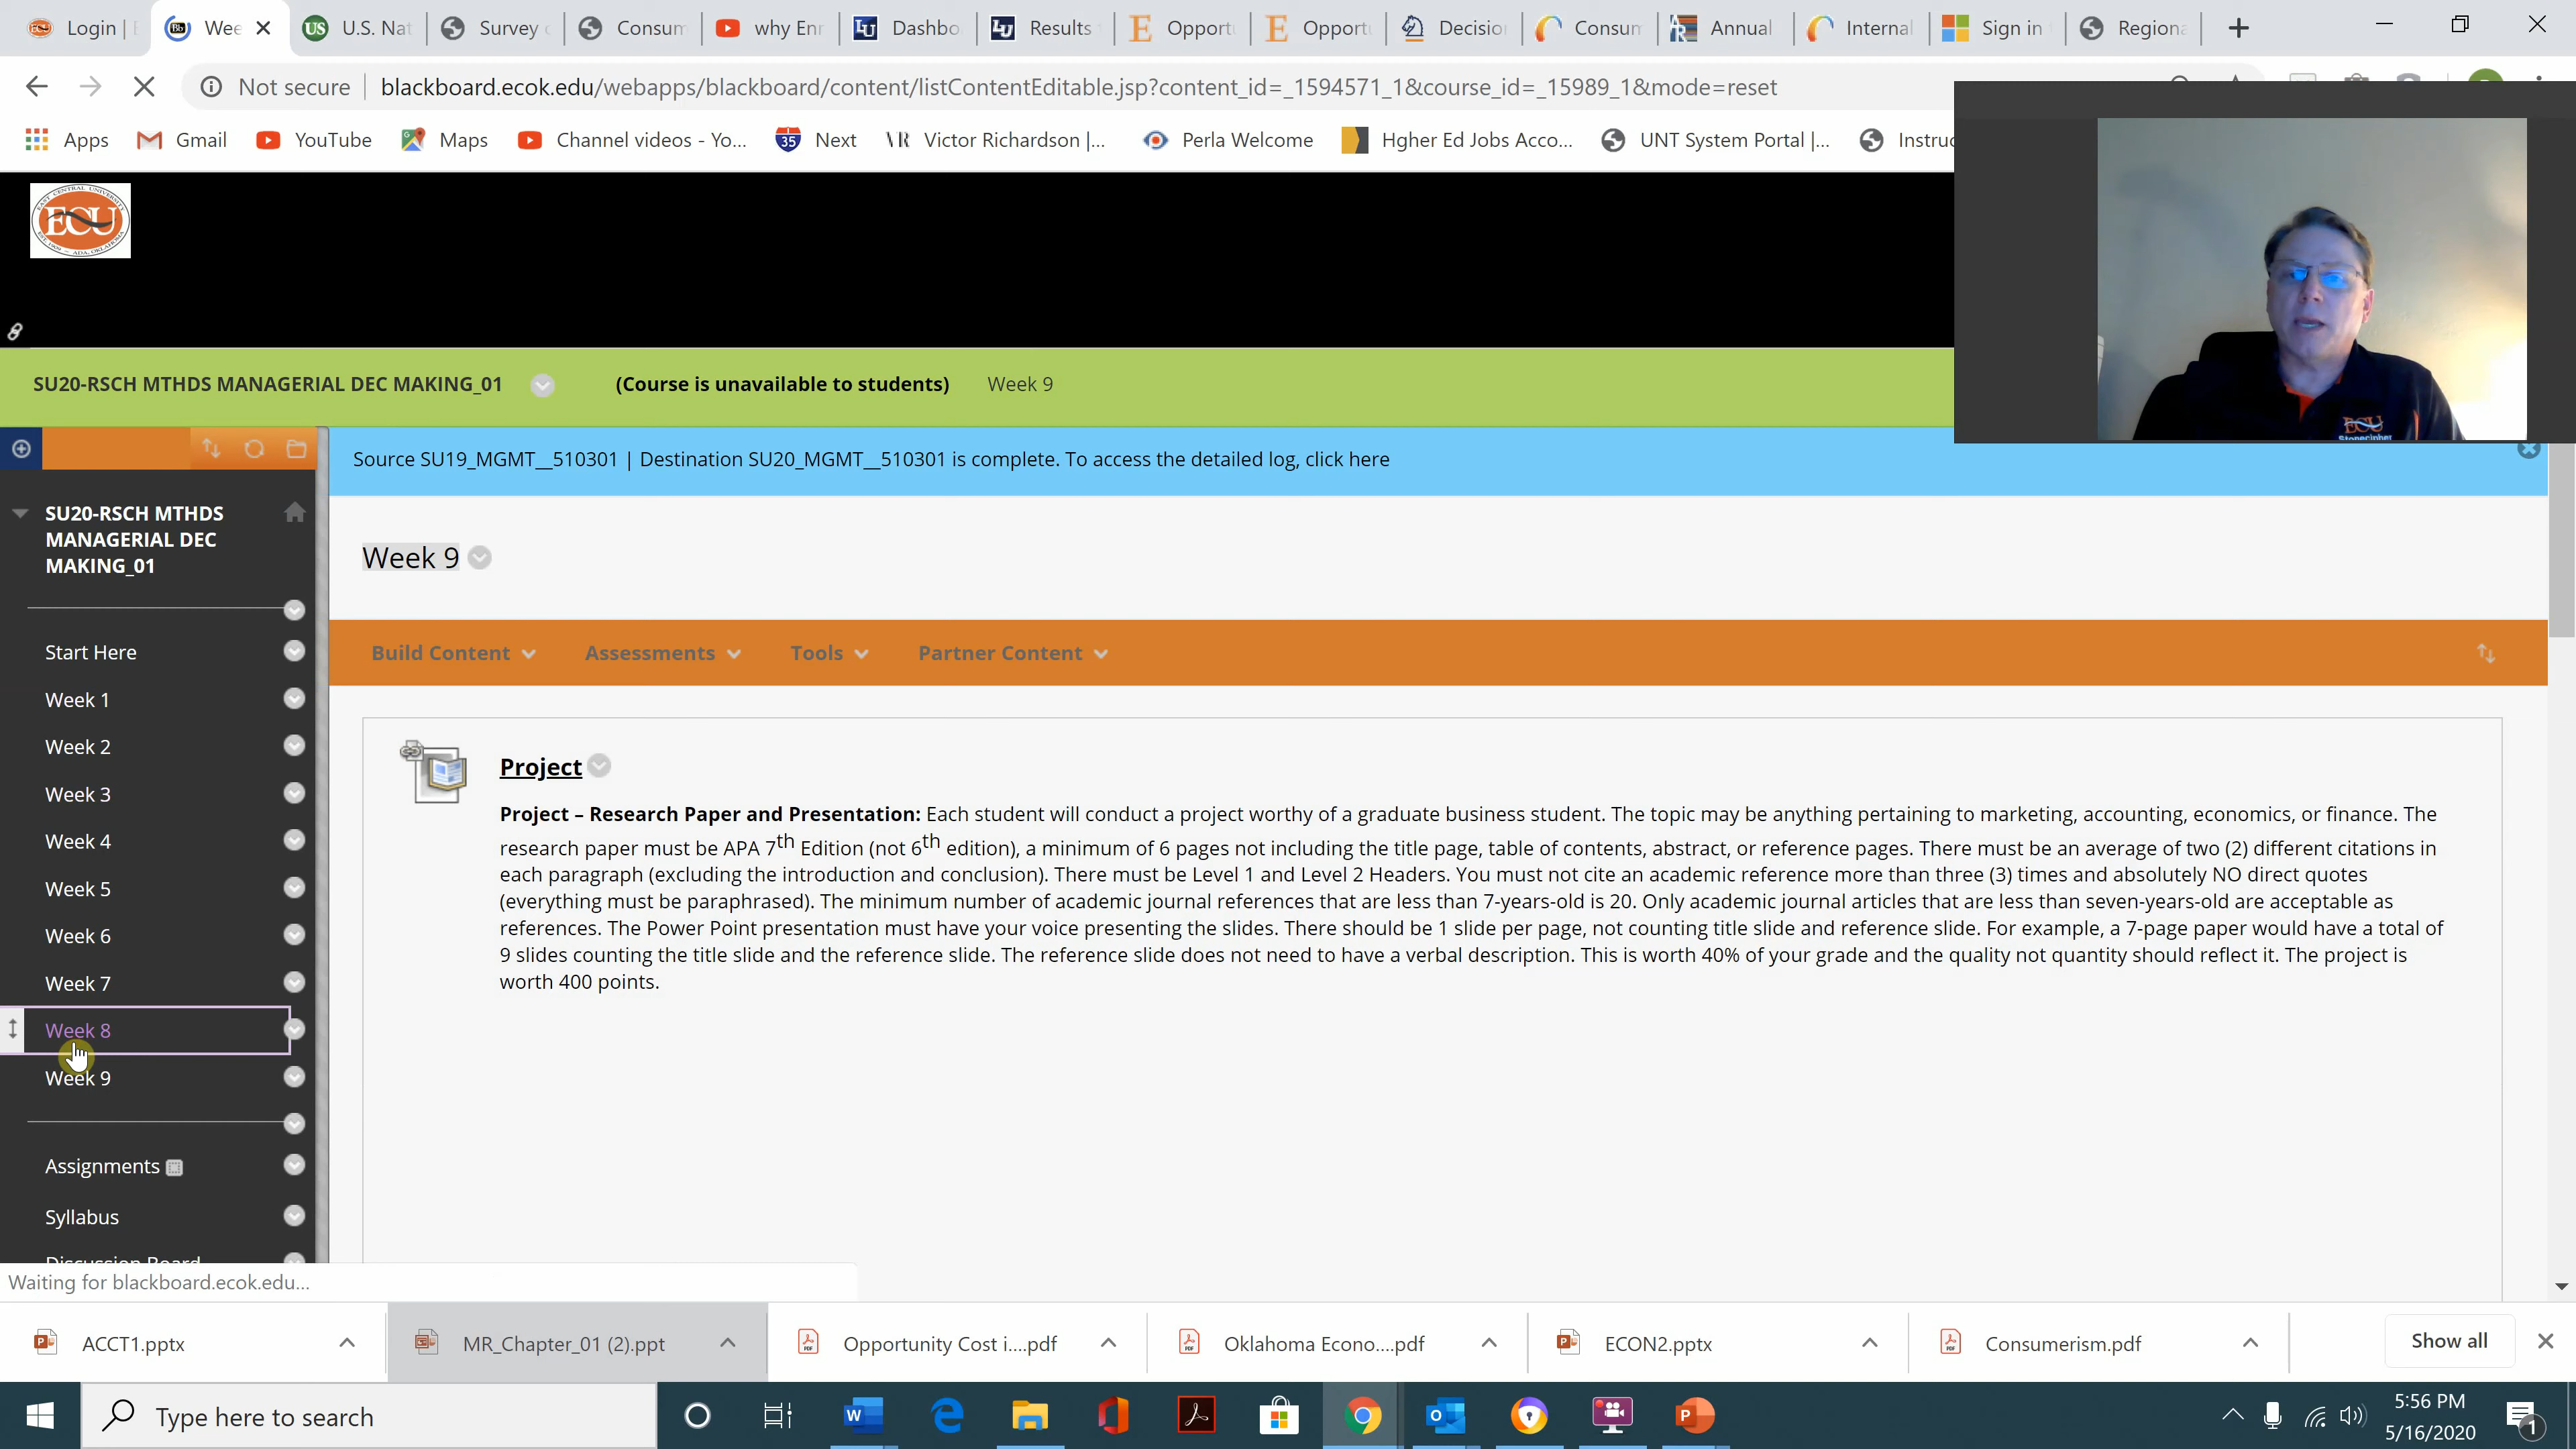 Login | E
Wee
U.S. Nat
Survey o
Consum
why Enr
Dashbo
Results
Opportu
Opportu
Decision
Consum
Annual
Internal
Sign in
Regiona
Not secure
blackboard.ecok.edu/webapps/blackboard/content/listContentEditable.jsp?content_id=_1594571_1&course_id=_15989_1&mode=reset
Apps
Gmail
YouTube
Maps
Channel videos - Yo...
Next
Victor Richardson |...
Perla Welcome
Hgher Ed Jobs Acco...
UNT System Portal |...
Instruc
ECU
SU20-RSCH MTHDS MANAGERIAL DEC MAKING_01
(Course is unavailable to students)
Week 9
Source SU19_MGMT__510301 | Destination SU20_MGMT__510301 is complete. To access the detailed log, click here
ECU
Stonecipher
SU20-RSCH MTHDS
MANAGERIAL DEC
MAKING_01
Start Here
Week 1
Week 2
Week 3
Week 4
Week 5
Week 6
Week 7
Week 8
Week 9
Assignments
Syllabus
Discussion Board
Week 9
Build Content
Assessments
Tools
Partner Content
Project
Project – Research Paper and Presentation: Each student will conduct a project worthy of a graduate business student. The topic may be anything pertaining to marketing, accounting, economics, or finance. The
research paper must be APA 7th Edition (not 6th edition), a minimum of 6 pages not including the title page, table of contents, abstract, or reference pages. There must be an average of two (2) different citations in
each paragraph (excluding the introduction and conclusion). There must be Level 1 and Level 2 Headers. You must not cite an academic reference more than three (3) times and absolutely NO direct quotes
(everything must be paraphrased). The minimum number of academic journal references that are less than 7-years-old is 20. Only academic journal articles that are less than seven-years-old are acceptable as
references. The Power Point presentation must have your voice presenting the slides. There should be 1 slide per page, not counting title slide and reference slide. For example, a 7-page paper would have a total of
9 slides counting the title slide and the reference slide. The reference slide does not need to have a verbal description. This is worth 40% of your grade and the quality not quantity should reflect it. The project is
worth 400 points.
Waiting for blackboard.ecok.edu...
ACCT1.pptx
MR_Chapter_01 (2).ppt
Opportunity Cost i....pdf
Oklahoma Econo....pdf
ECON2.pptx
Consumerism.pdf
Show all
Type here to search
5:56 PM
5/16/2020
1